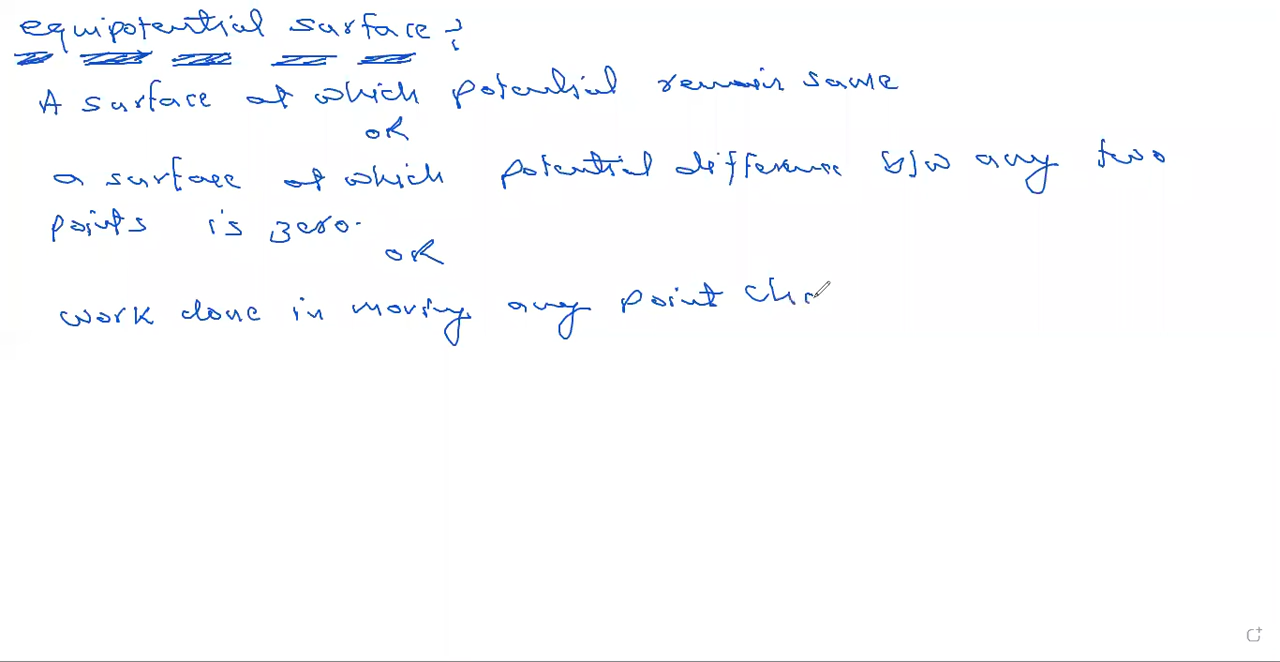 equipotential surface ?
A surface at which potential remain same
OR
a surface at which potential difference b/w any two
points is zero.
OR
work done in moving any point cha